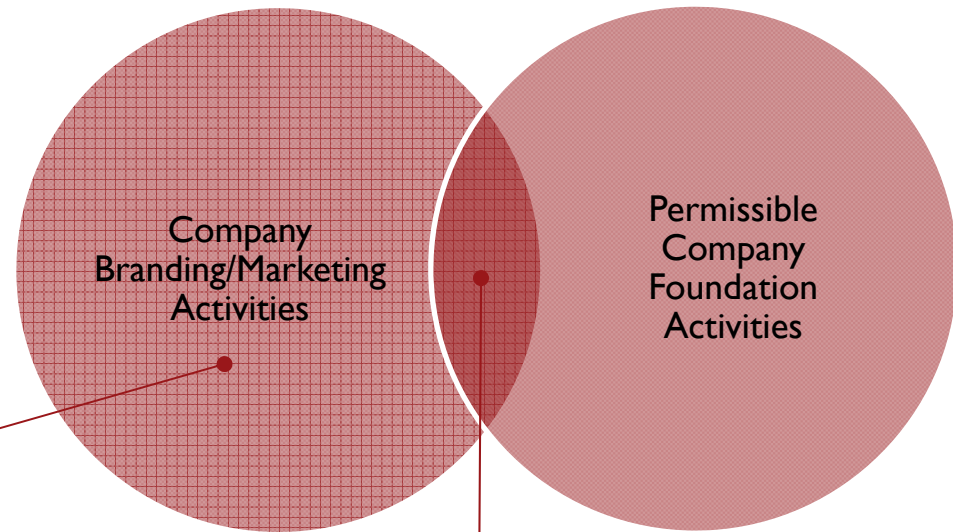 Company
Branding/Marketing
Activities
Permissible
Company
Foundation
Activities